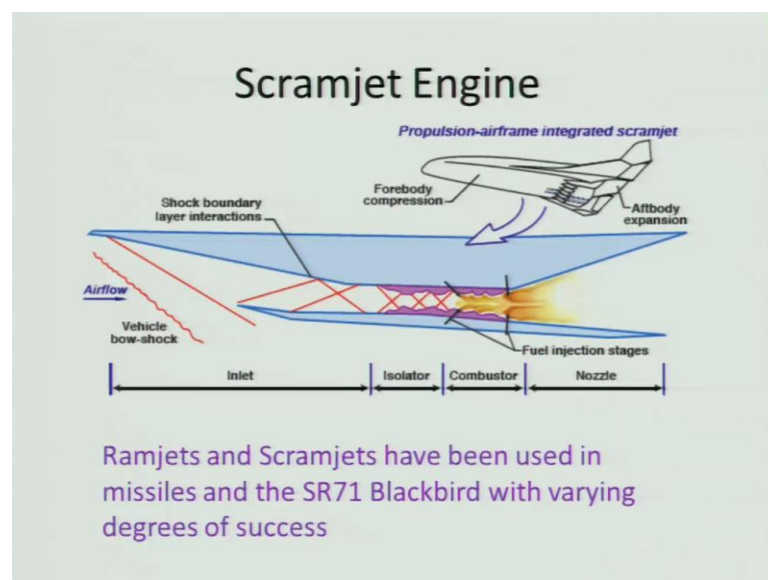 Scramjet Engine
Propulsion-airframe integrated scramjet
Forebody
compression
Aftbody
expansion
Shock boundary
layer interactions
Airflow
Vehicle
bow-shock
Fuel injection stages
Inlet
Isolator
Combustor
Nozzle
Ramjets and Scramjets have been used in
missiles and the SR71 Blackbird with varying
degrees of success